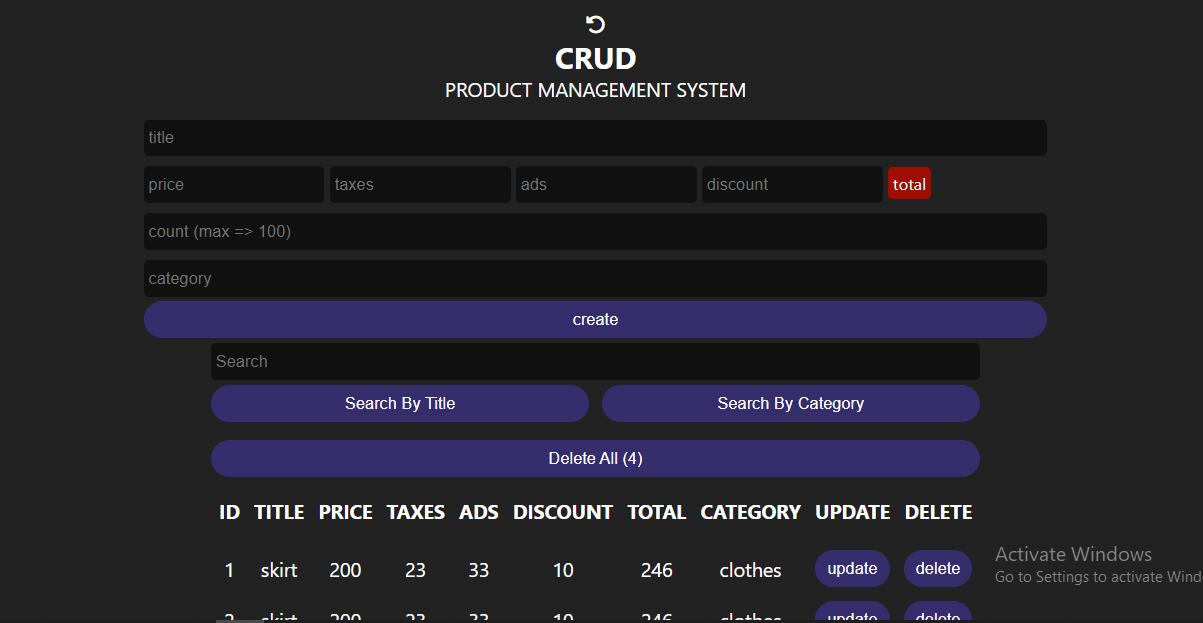 CRUD
PRODUCT MANAGEMENT SYSTEM
title
price taxes ads discount total
count (max => 100)
category
create
Search
Search By Title Search By Category
Delete All (4)
ID TITLE PRICE TAXES ADS DISCOUNT TOTAL CATEGORY UPDATE DELETE
1 skirt 200 23 33 10 246 clothes update delete
Activate Windows
Go to Settings to activate Wind
2 skirt 200 23 33 10 246 clothes update delete